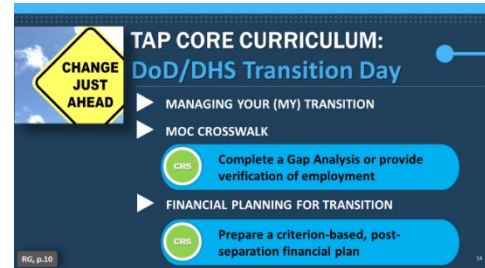 CHANGE
JUST
AHEAD
TAP CORE CURRICULUM:
DoD/DHS Transition Day
MANAGING YOUR (MY) TRANSITION
MOC CROSSWALK
CRS
Complete a Gap Analysis or provide
verification of employment
FINANCIAL PLANNING FOR TRANSITION
CRS
Prepare a criterion-based, post-
separation financial plan
RG, p.10
14